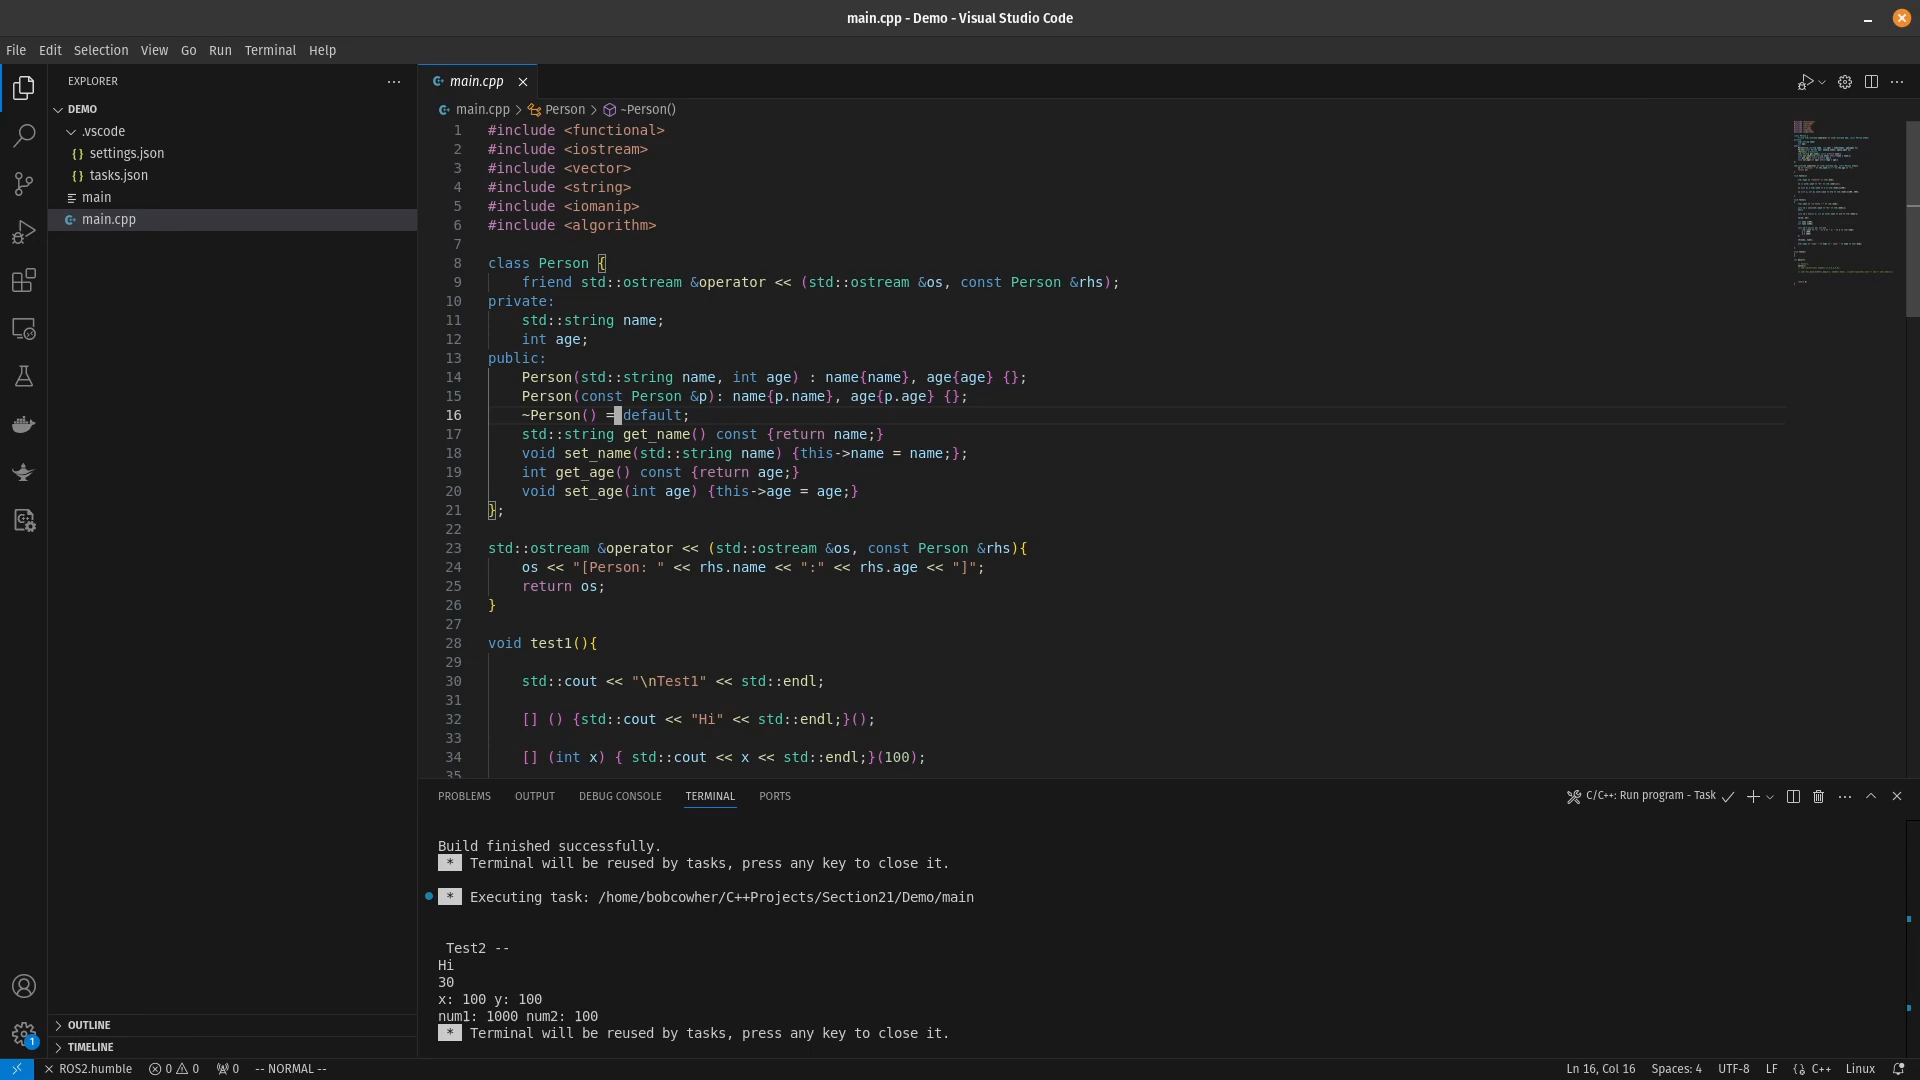 main.cpp - Demo - Visual Studio Code
File Edit Selection View Go Run Terminal Help
EXPLORER
DEMO
.vscode
settings.json
tasks.json
main
main.cpp
OUTLINE
TIMELINE
main.cpp
main.cpp > Person > ~Person()
1 #include <functional>
2 #include <iostream>
3 #include <vector>
4 #include <string>
5 #include <iomanip>
6 #include <algorithm>
7
8 class Person {
9 friend std::ostream &operator << (std::ostream &os, const Person &rhs);
10 private:
11 std::string name;
12 int age;
13 public:
14 Person(std::string name, int age) : name{name}, age{age} {};
15 Person(const Person &p): name{p.name}, age{p.age} {};
16 ~Person() = default;
17 std::string get_name() const {return name;}
18 void set_name(std::string name) {this->name = name;};
19 int get_age() const {return age;}
20 void set_age(int age) {this->age = age;}
21 };
22
23 std::ostream &operator << (std::ostream &os, const Person &rhs){
24 os << "[Person: " << rhs.name << ":" << rhs.age << "]";
25 return os;
26 }
27
28 void test1(){
29
30 std::cout << "\nTest1" << std::endl;
31
32 [] () {std::cout << "Hi" << std::endl;}();
33
34 [] (int x) { std::cout << x << std::endl;}(100);
35
PROBLEMS OUTPUT DEBUG CONSOLE TERMINAL PORTS
C/C++: Run program - Task
Build finished successfully.
* Terminal will be reused by tasks, press any key to close it.
* Executing task: /home/bobcowher/C++Projects/Section21/Demo/main
Test2 --
Hi
30
x: 100 y: 100
num1: 1000 num2: 100
* Terminal will be reused by tasks, press any key to close it.
1
ROS2.humble 0 0 0 -- NORMAL -- Ln 16, Col 16 Spaces: 4 UTF-8 LF C++ Linux